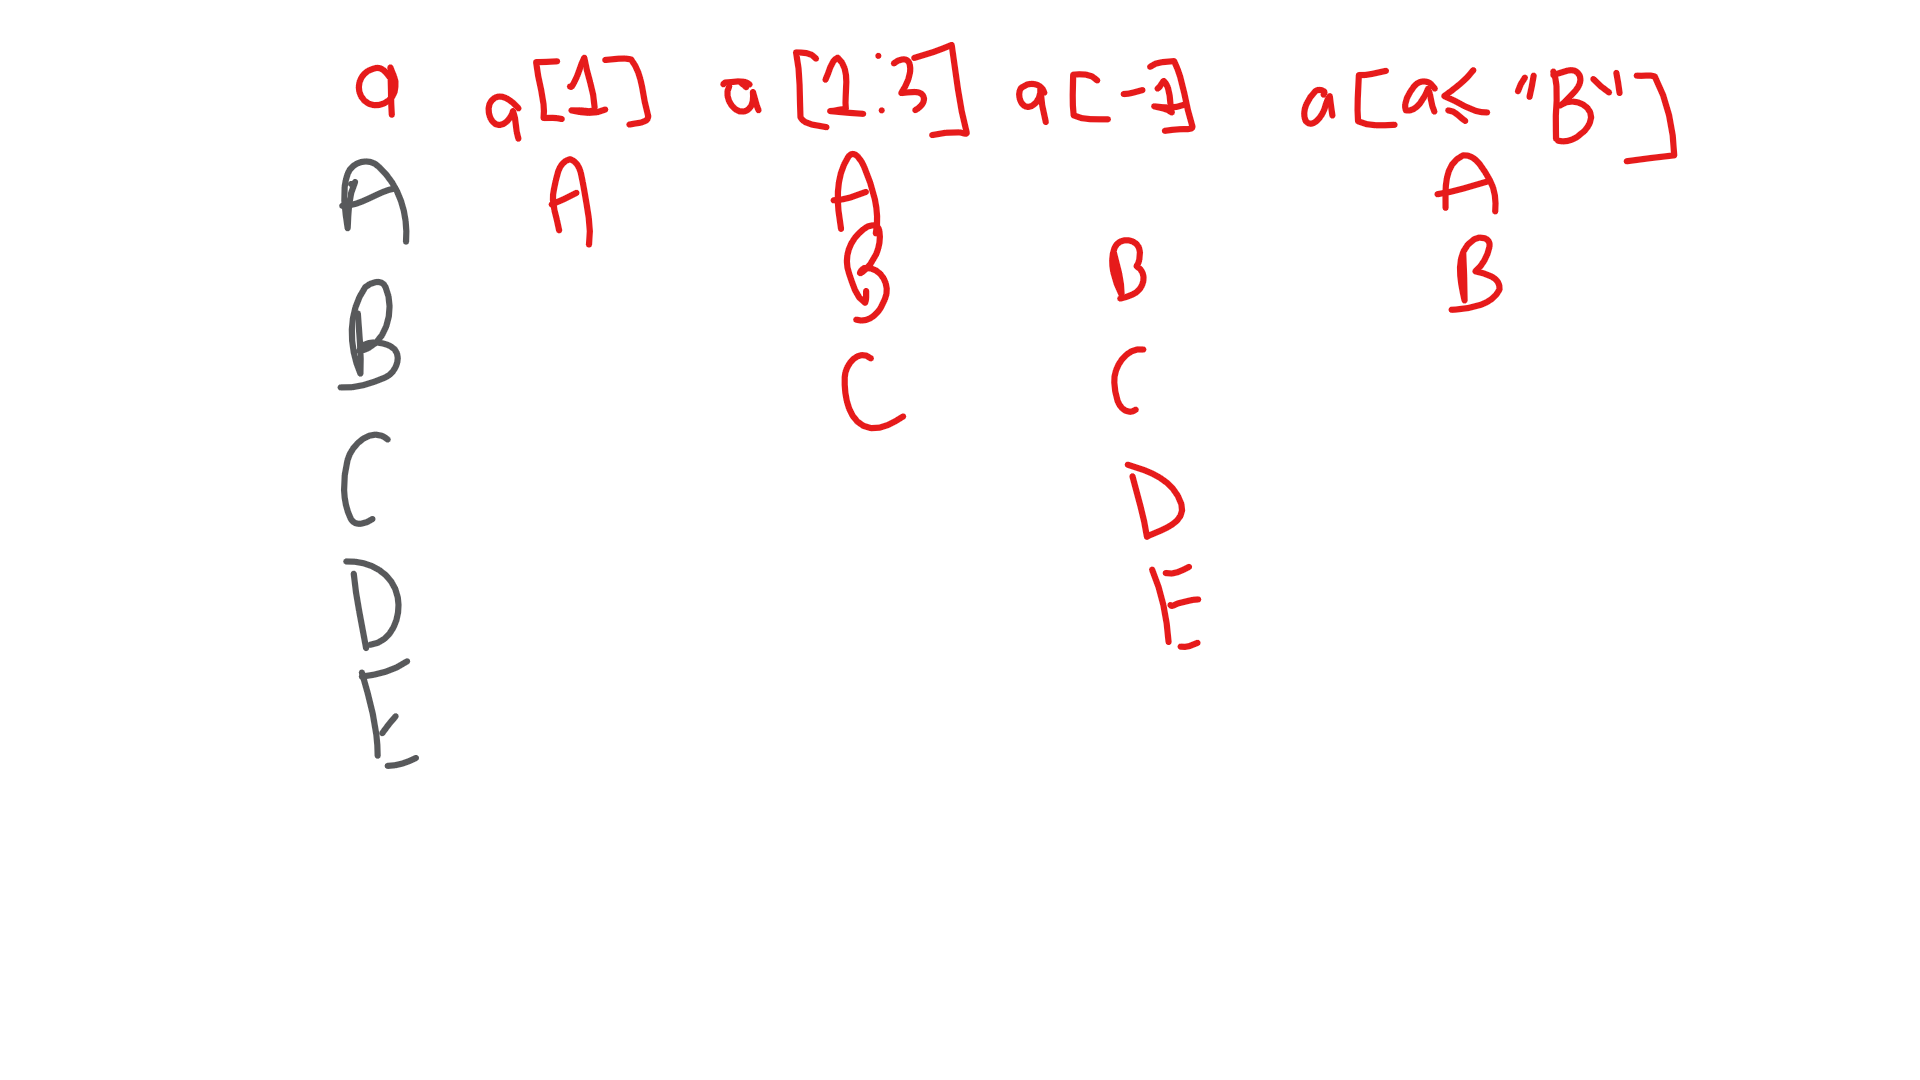 a a[1] a[1:3] a[-1] a[a≤"B"]
A A A A
B B B B
C C C
D D
E E